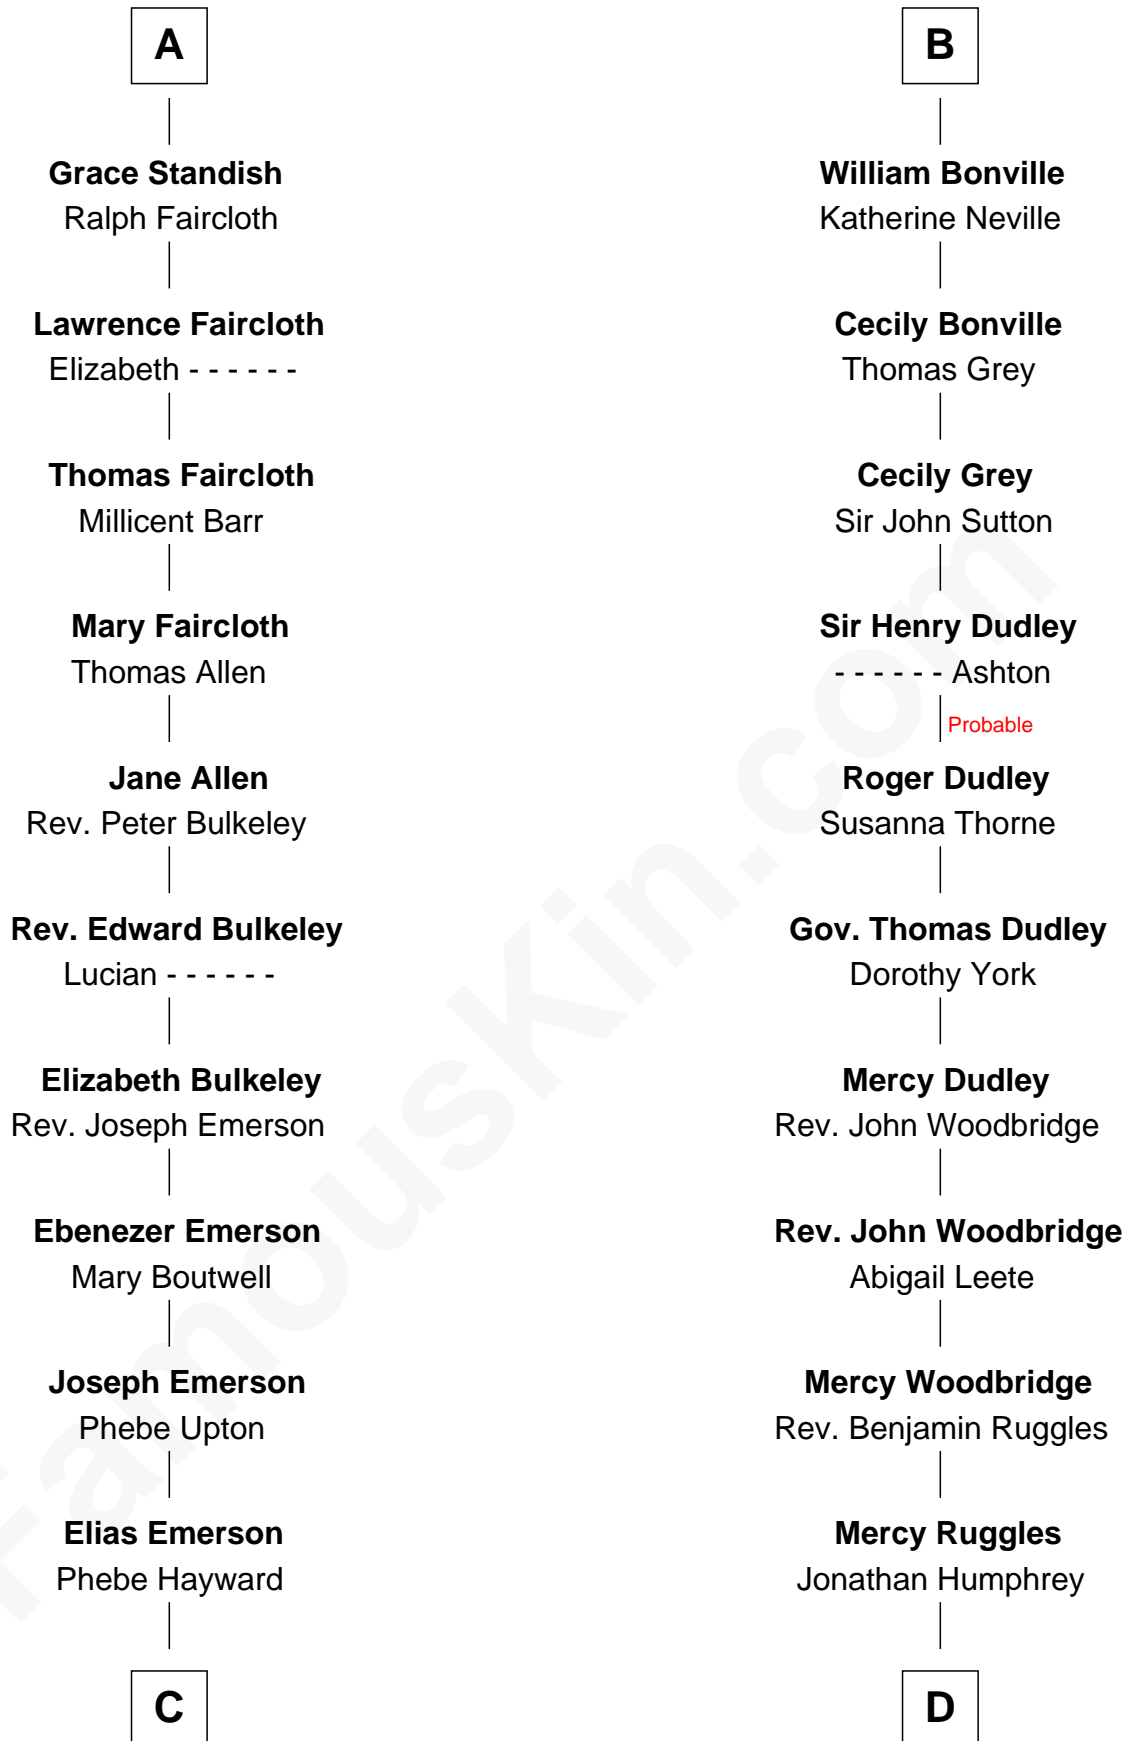 A
Grace Standish
Ralph Faircloth
Lawrence Faircloth
Elizabeth - - - - - -
Thomas Faircloth
Millicent Barr
Mary Faircloth
Thomas Allen
Jane Allen
Rev. Peter Bulkeley
Rev. Edward Bulkeley
Lucian - - - - - -
Elizabeth Bulkeley
Rev. Joseph Emerson
Ebenezer Emerson
Mary Boutwell
Joseph Emerson
Phebe Upton
Elias Emerson
Phebe Hayward
C
B
William Bonville
Katherine Neville
Cecily Bonville
Thomas Grey
Cecily Grey
Sir John Sutton
Sir Henry Dudley
- - - - - - Ashton
Probable
Roger Dudley
Susanna Thorne
Gov. Thomas Dudley
Dorothy York
Mercy Dudley
Rev. John Woodbridge
Rev. John Woodbridge
Abigail Leete
Mercy Woodbridge
Rev. Benjamin Ruggles
Mercy Ruggles
Jonathan Humphrey
D
FamousKin.com